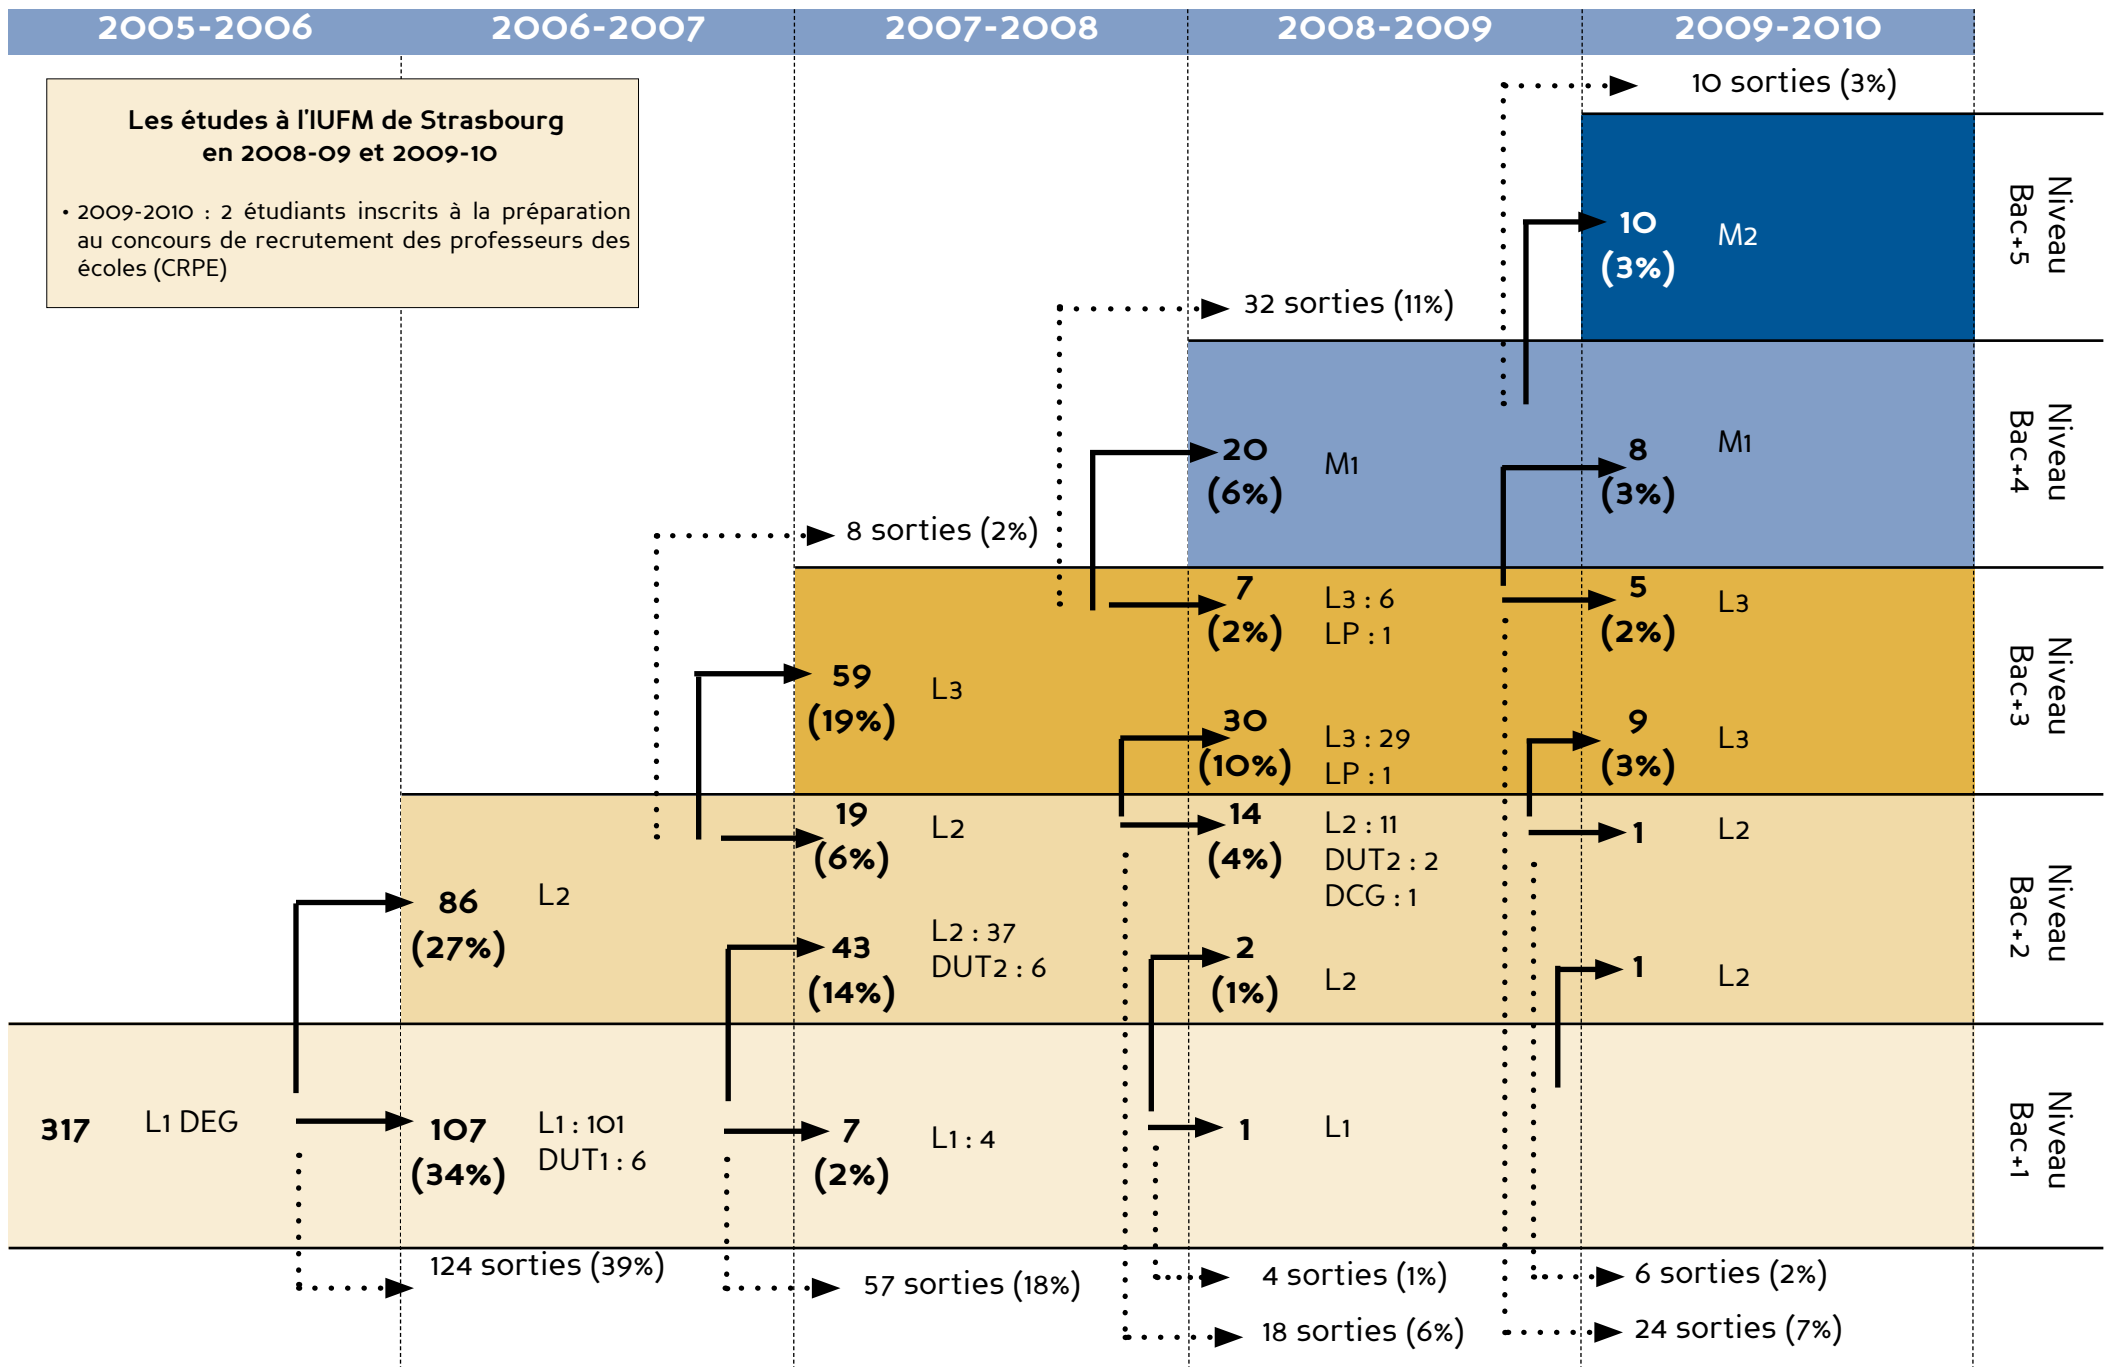 2005-2006
2006-2007
2007-2008
2008-2009
2009-2010
Les études à l'IUFM de Strasbourg
en 2008-09 et 2009-10
• 2009-2010 : 2 étudiants inscrits à la préparation
au concours de recrutement des professeurs des
écoles (CRPE)
10 sorties (3%)
10
(3%)
M2
Niveau
Bac+5
32 sorties (11%)
20
(6%)
M1
8
(3%)
M1
Niveau
Bac+4
8 sorties (2%)
59
(19%)
L3
7
(2%)
L3 : 6
LP : 1
30
(10%)
L3 : 29
LP : 1
5
(2%)
L3
9
(3%)
L3
Niveau
Bac+3
86
(27%)
L2
19
(6%)
L2
43
(14%)
L2 : 37
DUT2 : 6
14
(4%)
L2 : 11
DUT2 : 2
DCG : 1
2
(1%)
L2
1
L2
1
L2
Niveau
Bac+2
317
L1 DEG
107
(34%)
L1 : 101
DUT1 : 6
7
(2%)
L1 : 4
1
L1
Niveau
Bac+1
124 sorties (39%)
57 sorties (18%)
4 sorties (1%)
18 sorties (6%)
6 sorties (2%)
24 sorties (7%)